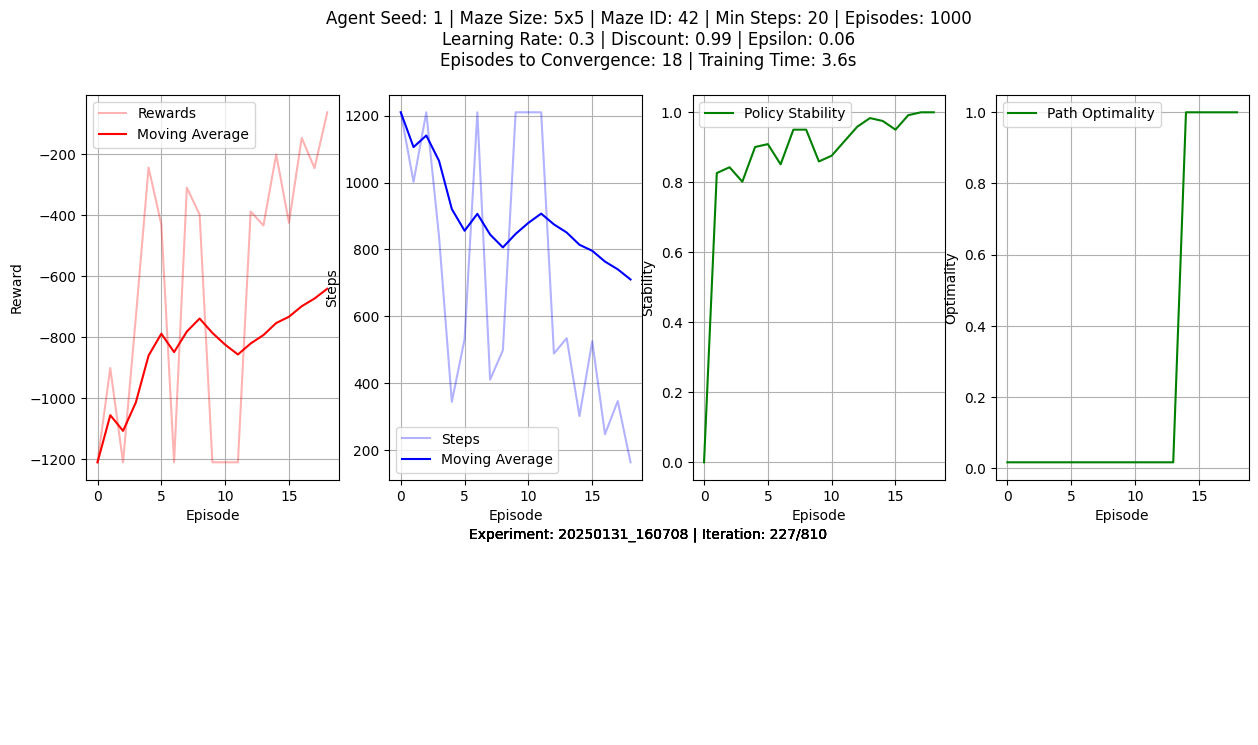 Agent Seed: 1 | Maze Size: 5x5 | Maze ID: 42 | Min Steps: 20 | Episodes: 1000
Learning Rate: 0.3 | Discount: 0.99 | Epsilon: 0.06
Episodes to Convergence: 18 | Training Time: 3.6s
Rewards
Moving Average
−200
−400
−600
−800
−1000
−1200
Reward
0
5
10
15
Episode
1200
1000
800
600
400
200
Steps
Steps
Moving Average
0
5
10
15
Episode
Policy Stability
1.0
0.8
0.6
0.4
0.2
0.0
Stability
0
5
10
15
Episode
Path Optimality
1.0
0.8
0.6
0.4
0.2
0.0
Optimality
0
5
10
15
Episode
Experiment: 20250131_160708 | Iteration: 227/810